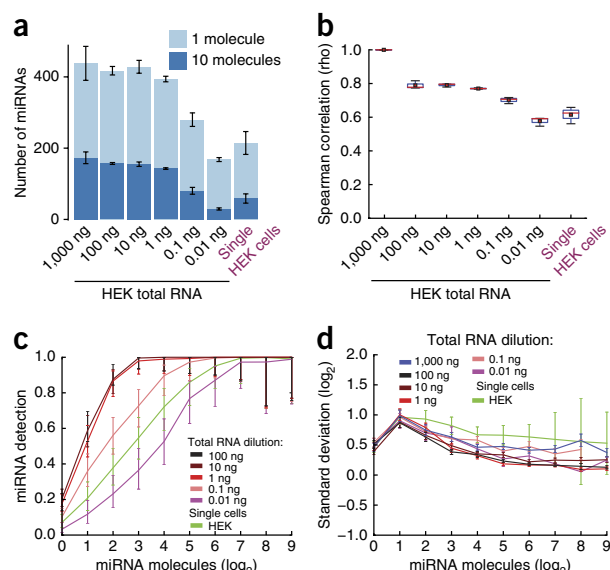 a
1 molecule
10 molecules
Number of miRNAs
400
200
0
1,000 ng
100 ng
10 ng
1 ng
0.1 ng
0.01 ng
Single
HEK cells
HEK total RNA
b
Spearman correlation (rho)
1.0
0.8
0.6
0.4
0.2
0.0
1,000 ng
100 ng
10 ng
1 ng
0.1 ng
0.01 ng
Single
HEK cells
HEK total RNA
c
miRNA detection
1.0
0.8
0.6
0.4
0.2
0
Total RNA dilution:
100 ng
10 ng
1 ng
0.1 ng
0.01 ng
Single cells
HEK
0 1 2 3 4 5 6 7 8 9
miRNA molecules (log2)
d
Total RNA dilution:
1,000 ng
100 ng
10 ng
1 ng
0.1 ng
0.01 ng
Single cells
HEK
Standard deviation (log2)
2.0
1.5
1.0
0.5
0.0
−0.5
−1.0
0 1 2 3 4 5 6 7 8 9
miRNA molecules (log2)